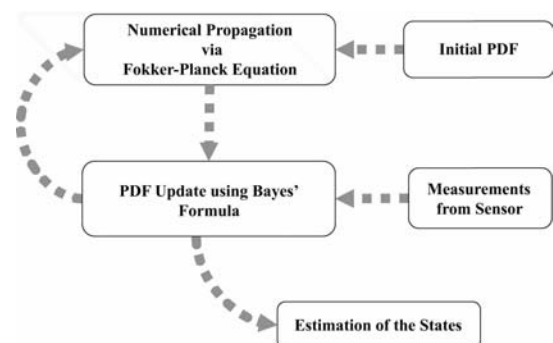 Numerical Propagation
via
Fokker-Planck Equation
Initial PDF
PDF Update using Bayes’
Formula
Measurements
from Sensor
Estimation of the States